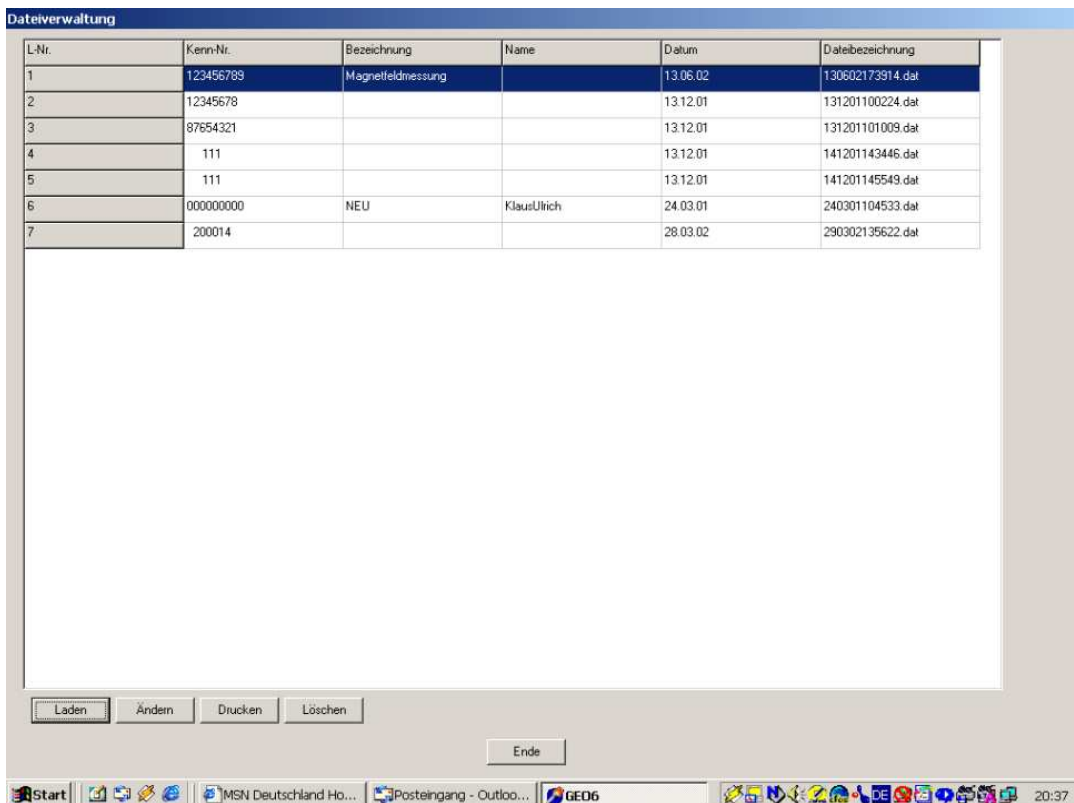 Dateiverwaltung
L-Nr. Kenn-Nr. Bezeichnung Name Datum Dateibezeichnung
1 123456789 Magnetfeldmessung 13.06.02 130602173914.dat
2 12345678 13.12.01 131201100224.dat
3 87654321 13.12.01 131201101009.dat
4 111 13.12.01 141201143446.dat
5 111 13.12.01 141201145549.dat
6 000000000 NEU KlausUlrich 24.03.01 240301104533.dat
7 200014 28.03.02 290302135622.dat
Laden Ändern Drucken Löschen
Ende
Start MSN Deutschland Ho... Posteingang - Outloo... GEO6 DE 20:37